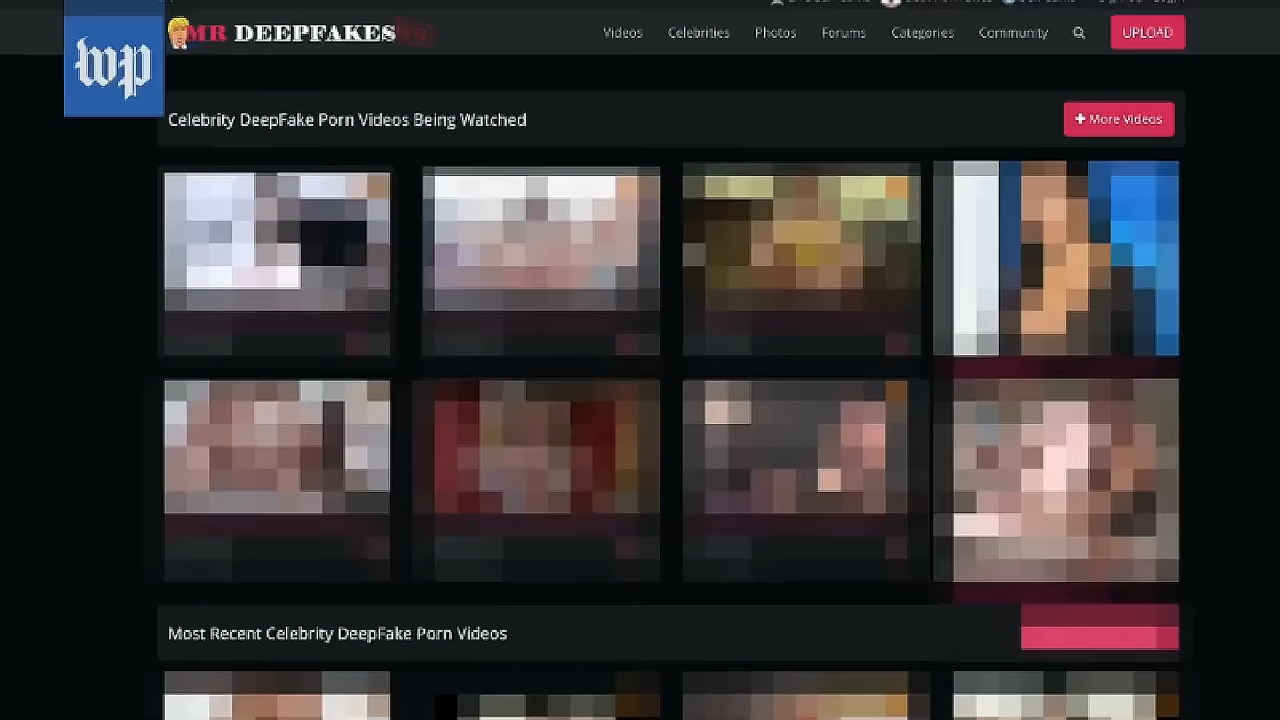 wp
MR DEEPFAKES
Videos Celebrities Photos Forums Categories Community UPLOAD
Celebrity DeepFake Porn Videos Being Watched
+ More Videos
Most Recent Celebrity DeepFake Porn Videos